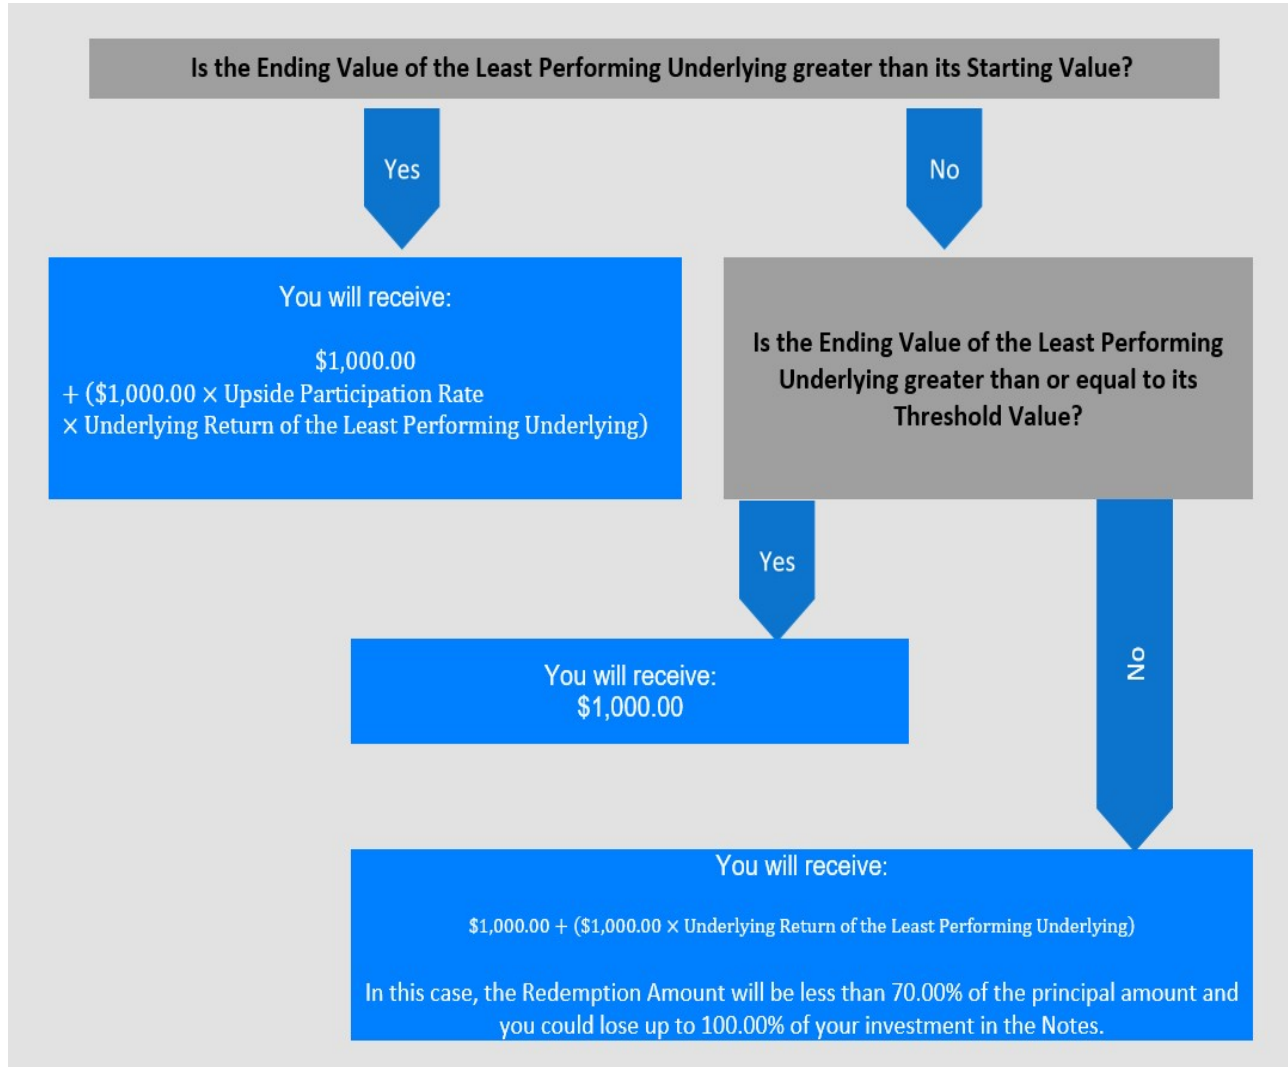 Is the Ending Value of the Least Performing Underlying greater than its Starting Value?
Yes
No
You will receive:
$1,000.00
+ ($1,000.00 × Upside Participation Rate
× Underlying Return of the Least Performing Underlying)
Is the Ending Value of the Least Performing
Underlying greater than or equal to its
Threshold Value?
Yes
No
You will receive:
$1,000.00
You will receive:
$1,000.00 + ($1,000.00 × Underlying Return of the Least Performing Underlying)
In this case, the Redemption Amount will be less than 70.00% of the principal amount and
you could lose up to 100.00% of your investment in the Notes.